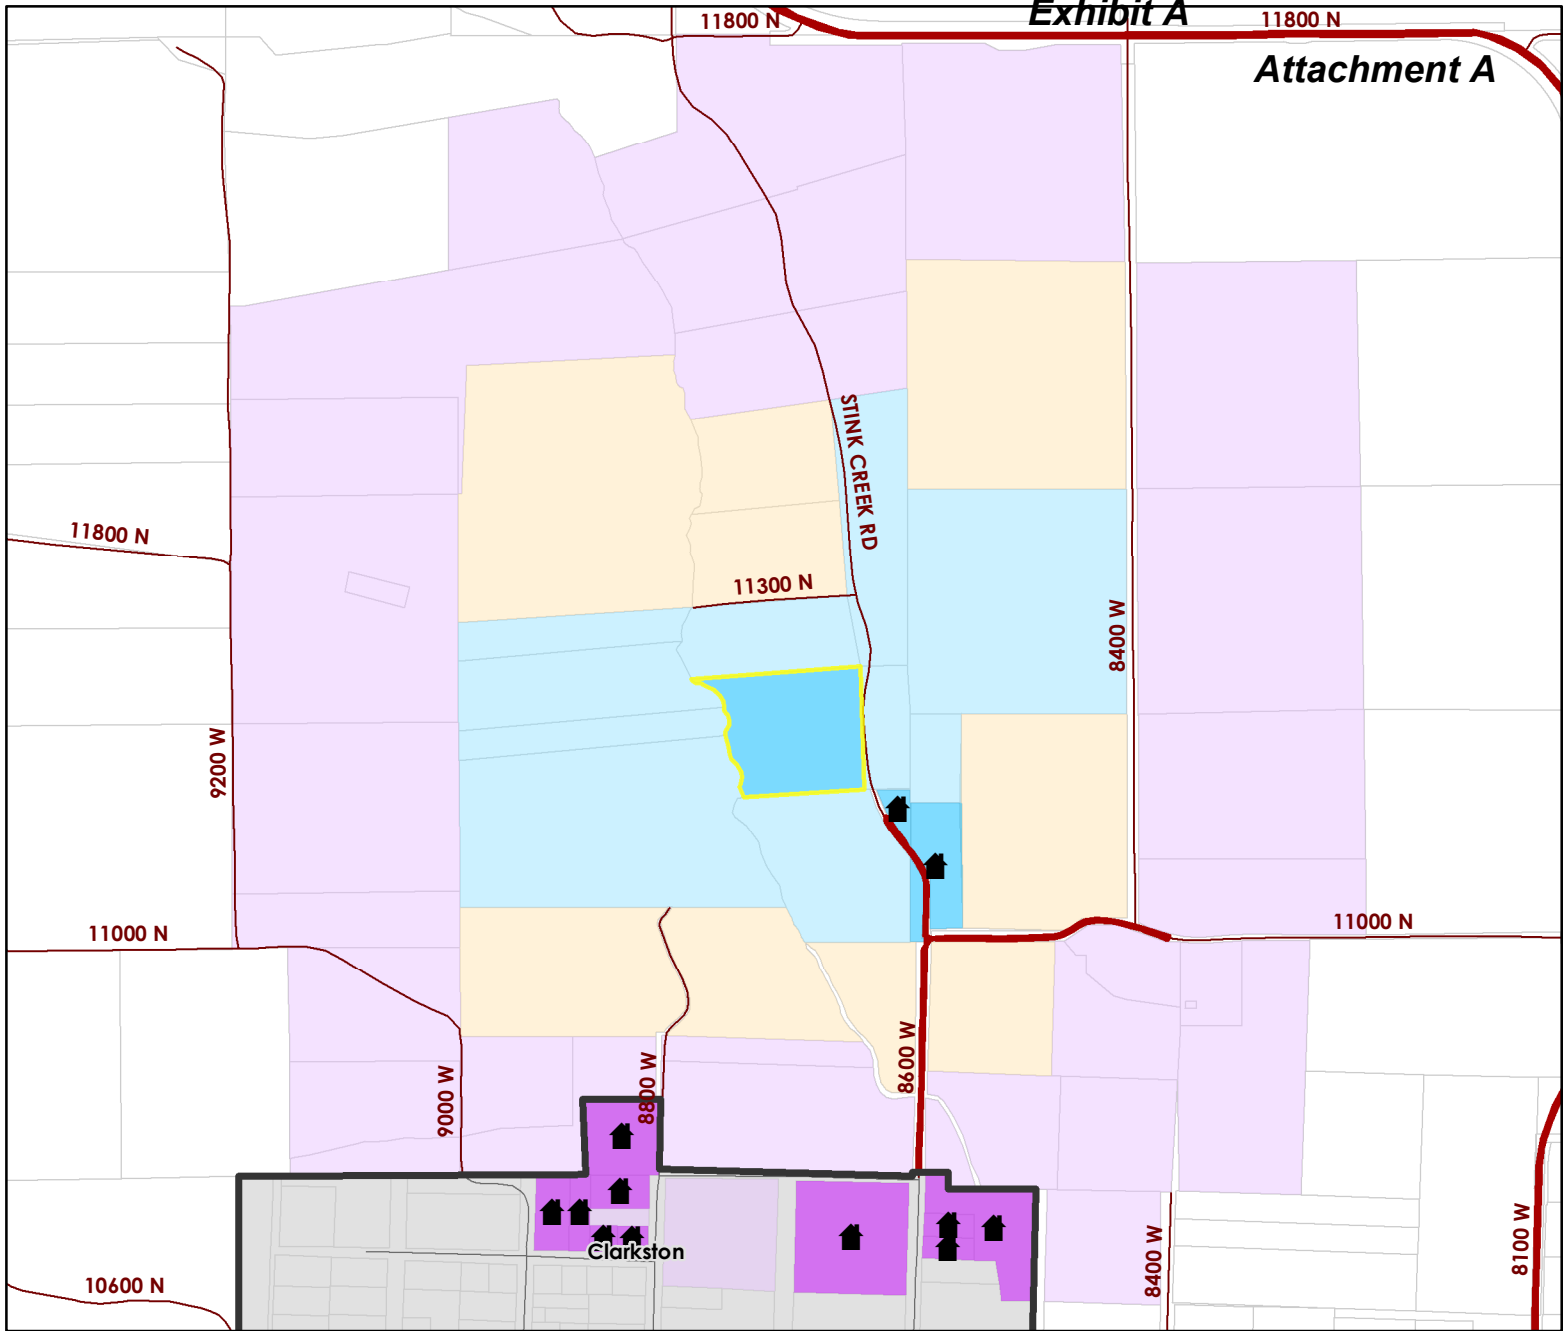 Exhibit A
11800 N
11800 N
Attachment A
STINK CREEK RD
11800 N
11300 N
8400 W
9200 W
11000 N
11000 N
8600 W
9000 W
8800 W
Clarkston
8100 W
8400 W
10600 N